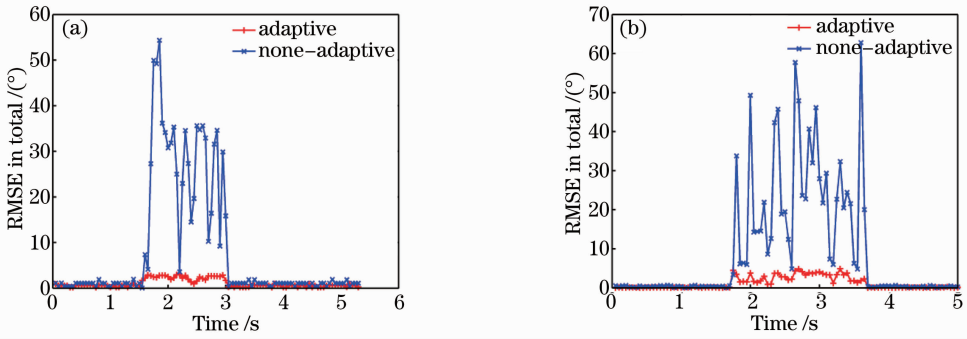 (a)
adaptive
none-adaptive
RMSE in total /(°)
60
50
40
30
20
10
0
0 1 2 3 4 5 6
Time /s
(b)
adaptive
none-adaptive
RMSE in total /(°)
70
60
50
40
30
20
10
0
0 1 2 3 4 5
Time /s